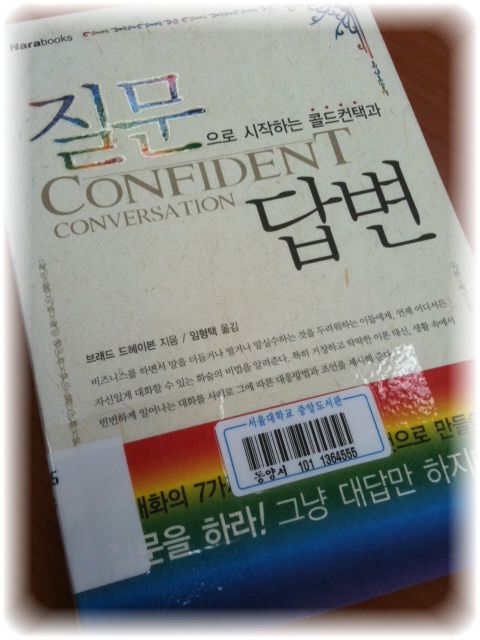 Narabooks
질문으로 시작하는 콜드컨택과
CONFIDENT
CONVERSATION 답변
브래드 드헤이븐 지음 / 임형택 옮김
비즈니스를 하면서 말을 더듬거나 떨거나 말실수하는 것을 두려워하는 이들에게, 언제 어디서든
자신있게 대화할 수 있는 화술의 비법을 알려준다. 특히 거창하고 딱딱한 이론 대신, 생활 속에서
빈번하게 일어나는 대화를 사례로 그에 따른 대응방법과 조언을 제시해 준다.
서울대학교 중앙도서관
동양서 101 1364555
대화의 7가지 으로 만들
질문을 하라! 그냥 대답만 하지